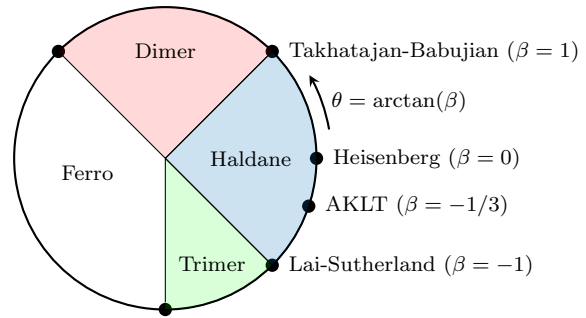 Dimer
Takhatajan-Babujian (β = 1)
θ = arctan(β)
Haldane
Heisenberg (β = 0)
Ferro
AKLT (β = −1/3)
Trimer
Lai-Sutherland (β = −1)